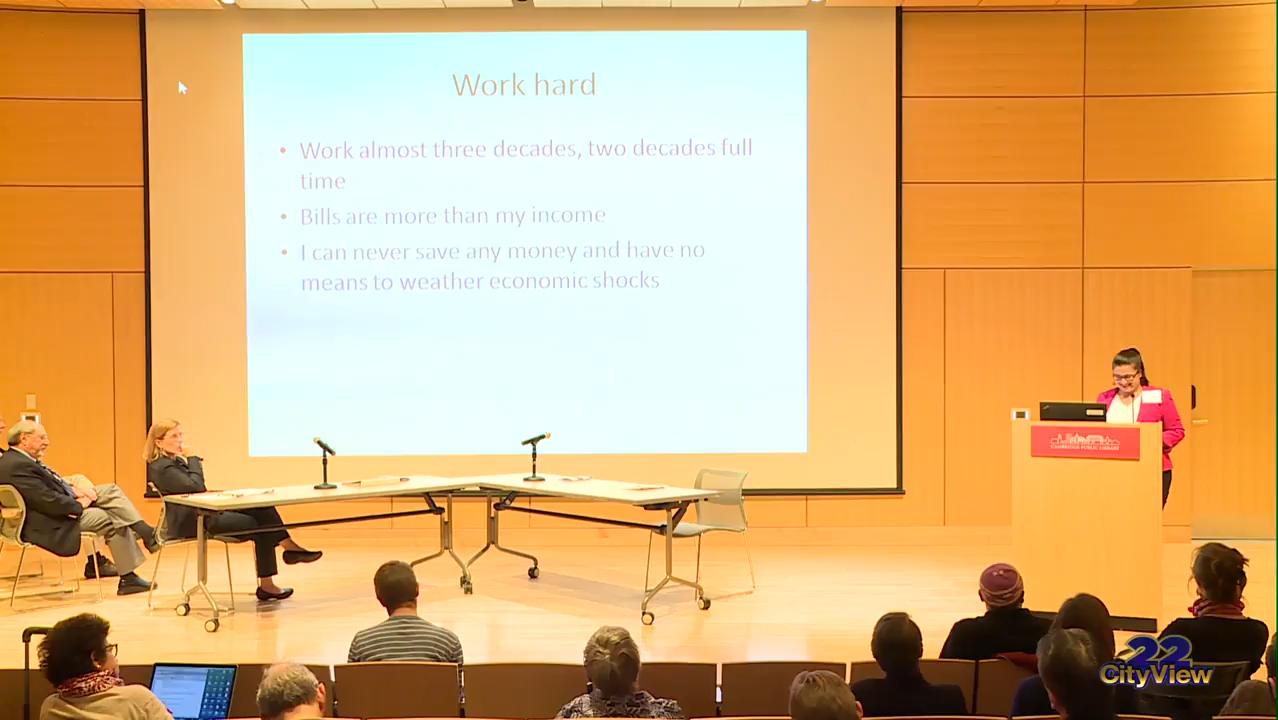 Work hard
• Work almost three decades, two decades full
time
• Bills are more than my income
• I can never save any money and have no
means to weather economic shocks
CAMBRIDGE PUBLIC LIBRARY
22
CityView